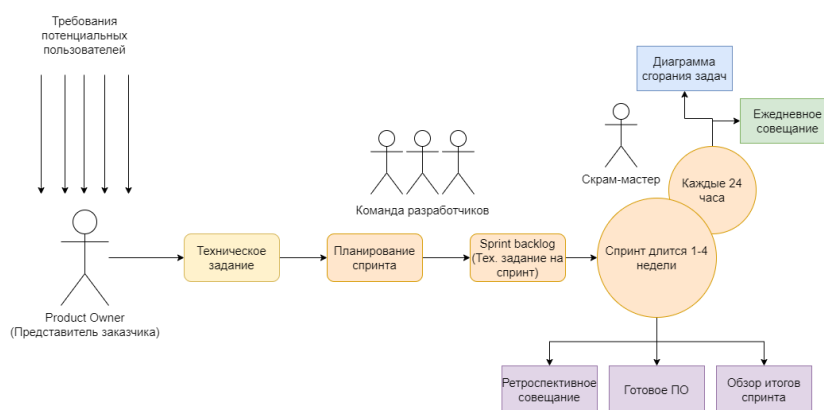 Требования
потенциальных
пользователей
Диаграмма
сгорания задач
Ежедневное
совещание
Скрам-мастер
Каждые 24
часа
Команда разработчиков
Техническое
задание
Планирование
спринта
Sprint backlog
(Тех. задание на
спринт)
Спринт длится 1-4
недели
Product Owner
(Представитель заказчика)
Ретроспективное
совещание
Готовое ПО
Обзор итогов
спринта